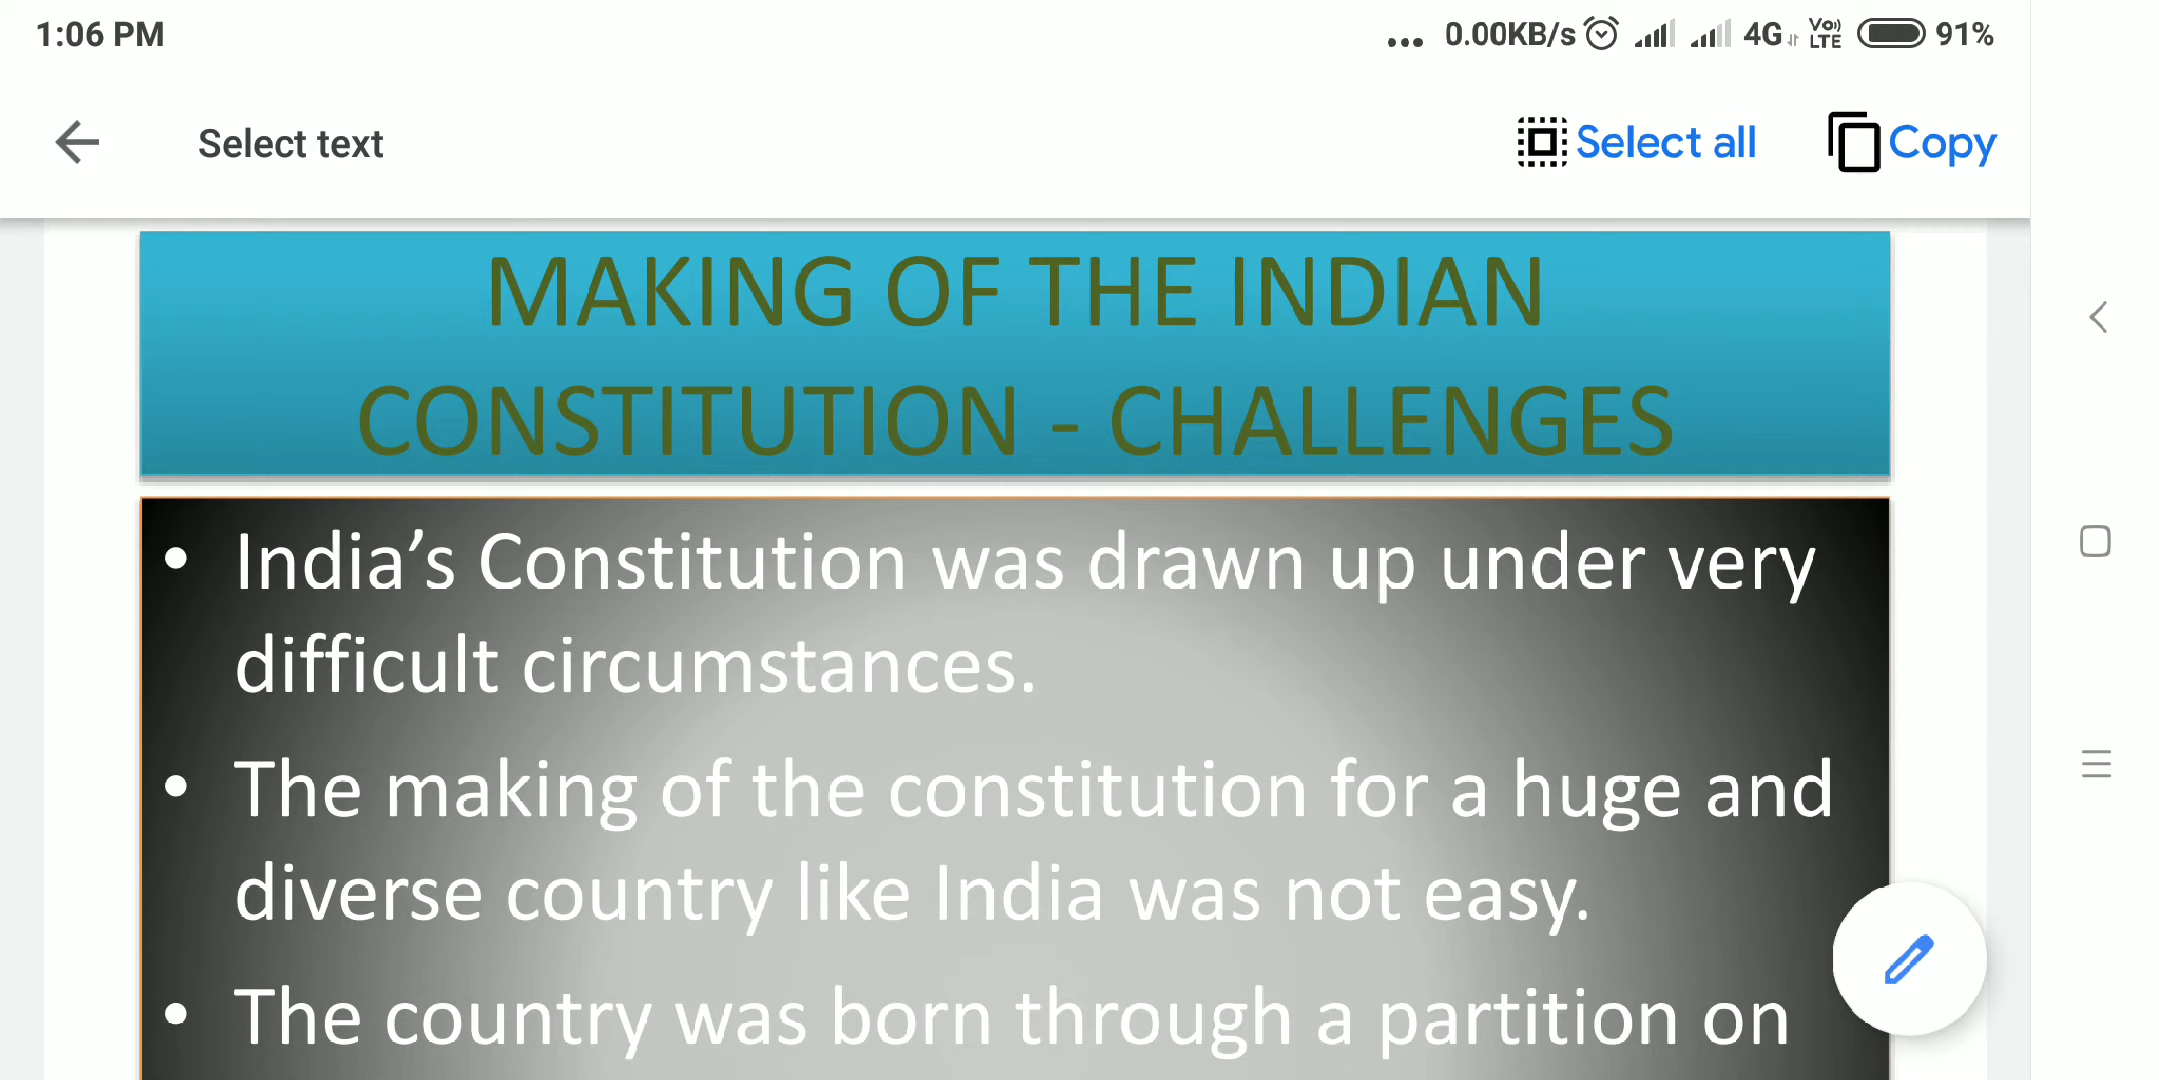 1:06 PM
... 0.00KB/s 4G Vo) LTE 91%
Select text
Select all
Copy
MAKING OF THE INDIAN
CONSTITUTION - CHALLENGES
• India’s Constitution was drawn up under very
difficult circumstances.
• The making of the constitution for a huge and
diverse country like India was not easy.
• The country was born through a partition on